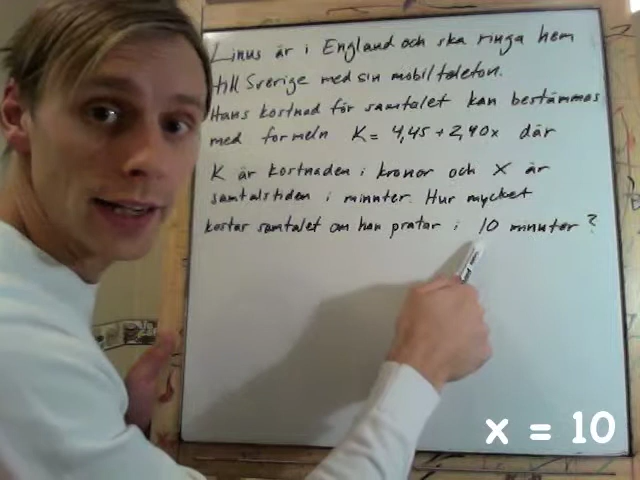 Linus är i England och ska ringa hem
till Sverige med sin mobiltelefon.
Hans kostnad för samtalet kan bestämmas
med formeln K = 4,45 + 2,40x där
K är kostnaden i kronor och X är
samtalstiden i minuter. Hur mycket
kostar samtalet om han pratar i 10 minuter?
x = 10